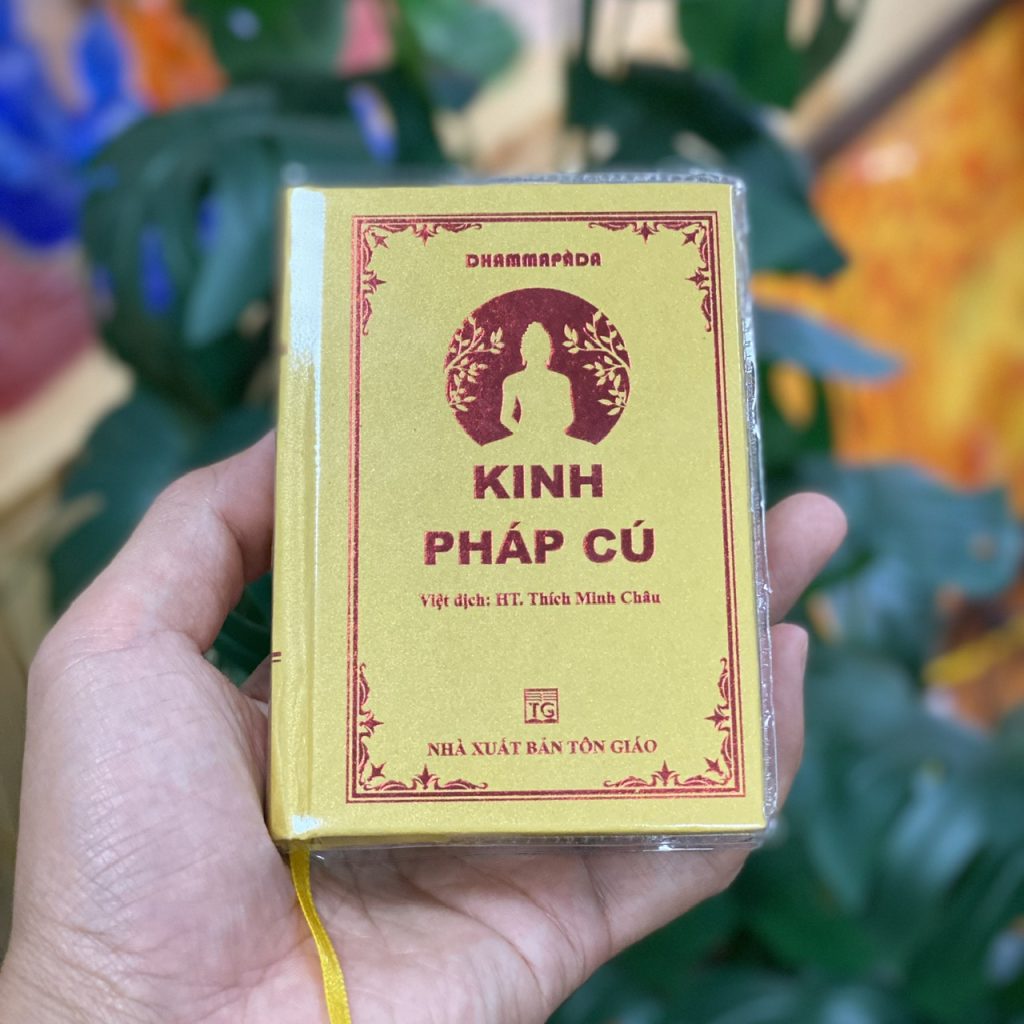 DHAMMAPÀDA
KINH
PHÁP CÚ
Việt dịch: HT. Thích Minh Châu
TG
NHÀ XUẤT BẢN TÔN GIÁO